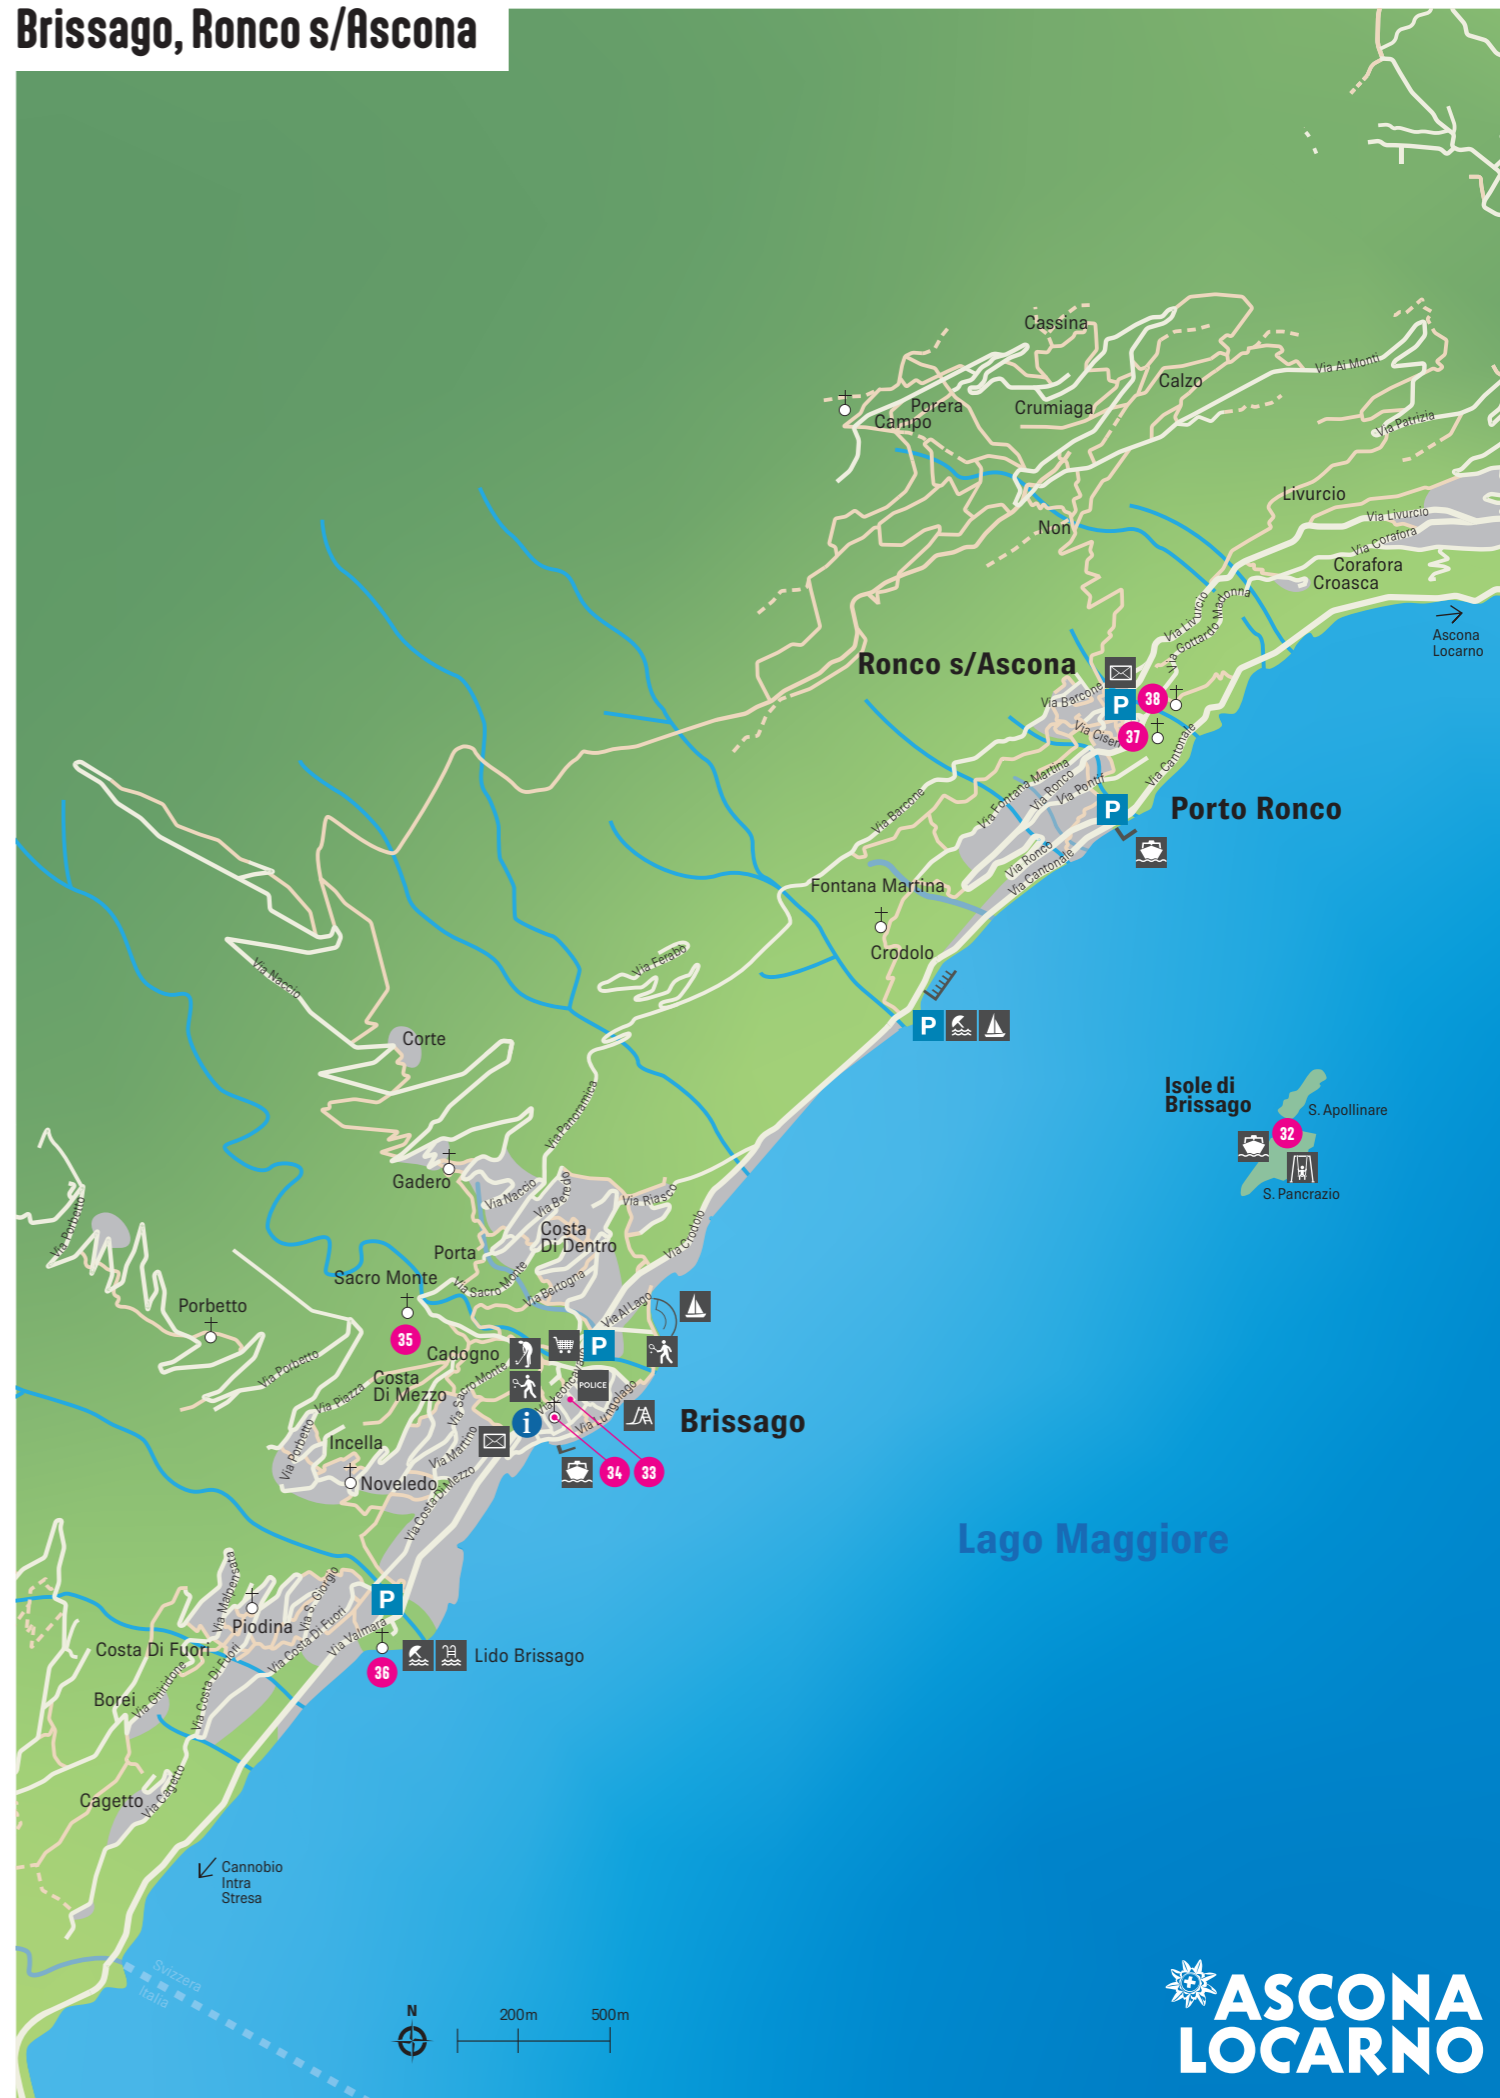 Brissago, Ronco s/Ascona
Cassina
Via Ai Monti
Calzo
Porera
Crumiaga
Campo
Via Patrizia
Livurcio
Via Livurcio
Non
Via Corafora
Corafora
Croasca
Via Livurcio
Via Gottardo Madonna
Ascona
Locarno
Ronco s/Ascona
Via Barcone
P
38
Via Cisen
37
Via Cantonale
Via Fontana Martina
Via Ronco
Via Pontif
Via Barcone
P
Porto Ronco
Via Ronco
Via Cantonale
Fontana Martina
Crodolo
Via Ferabo
Via Naccio
P
Corte
Isole di
Brissago
S. Apollinare
32
S. Pancrazio
Via Panoramica
Gadero
Via Naccio
Via Beredo
Via Riasco
Via Porbetto
Costa
Di Dentro
Porta
Via Crodolo
Sacro Monte
Via Sacro Monte
Via Bertogna
Porbetto
Via Al Lago
35
Cadogno
P
Via Porbetto
Costa
Di Mezzo
Via Piazza
Via Sacro Monte
POLICE
Via Leoncavallo
Via Lungolago
i
Brissago
Via Porbetto
Incella
Via Martino
Noveledo
34
33
Via Costa Di Mezzo
Lago Maggiore
Via Malpensata
Via S. Giorgio
P
Piodina
Via Costa Di Fuori
Via Valmara
Costa Di Fuori
Lido Brissago
36
Via Ghiridone
Via Costa Di Fuori
Borei
Cagetto
Via Cagetto
Cannobio
Intra
Stresa
Svizzera
Italia
N
200m
500m
ASCONA
LOCARNO